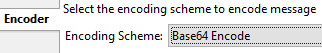 Select the encoding scheme to encode message
Encoder
Encoding Scheme: Base64 Encode